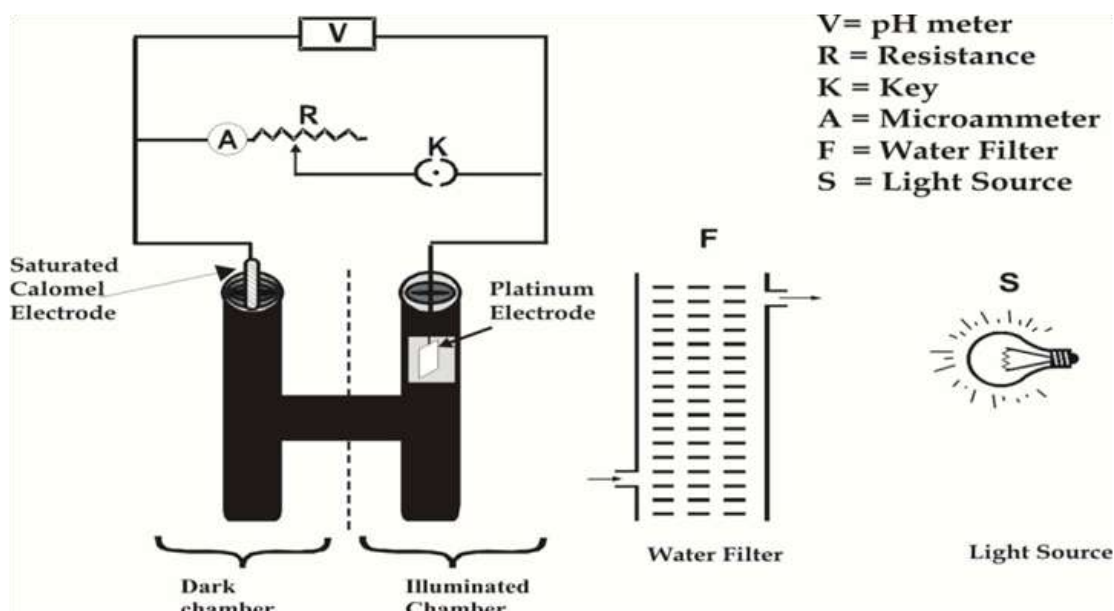 V
V= pH meter
R = Resistance
K = Key
A = Microammeter
F = Water Filter
S = Light Source
R
A
K
F
S
Saturated
Calomel
Electrode
Platinum
Electrode
Water Filter
Light Source
Dark
chamber
Illuminated
Chamber